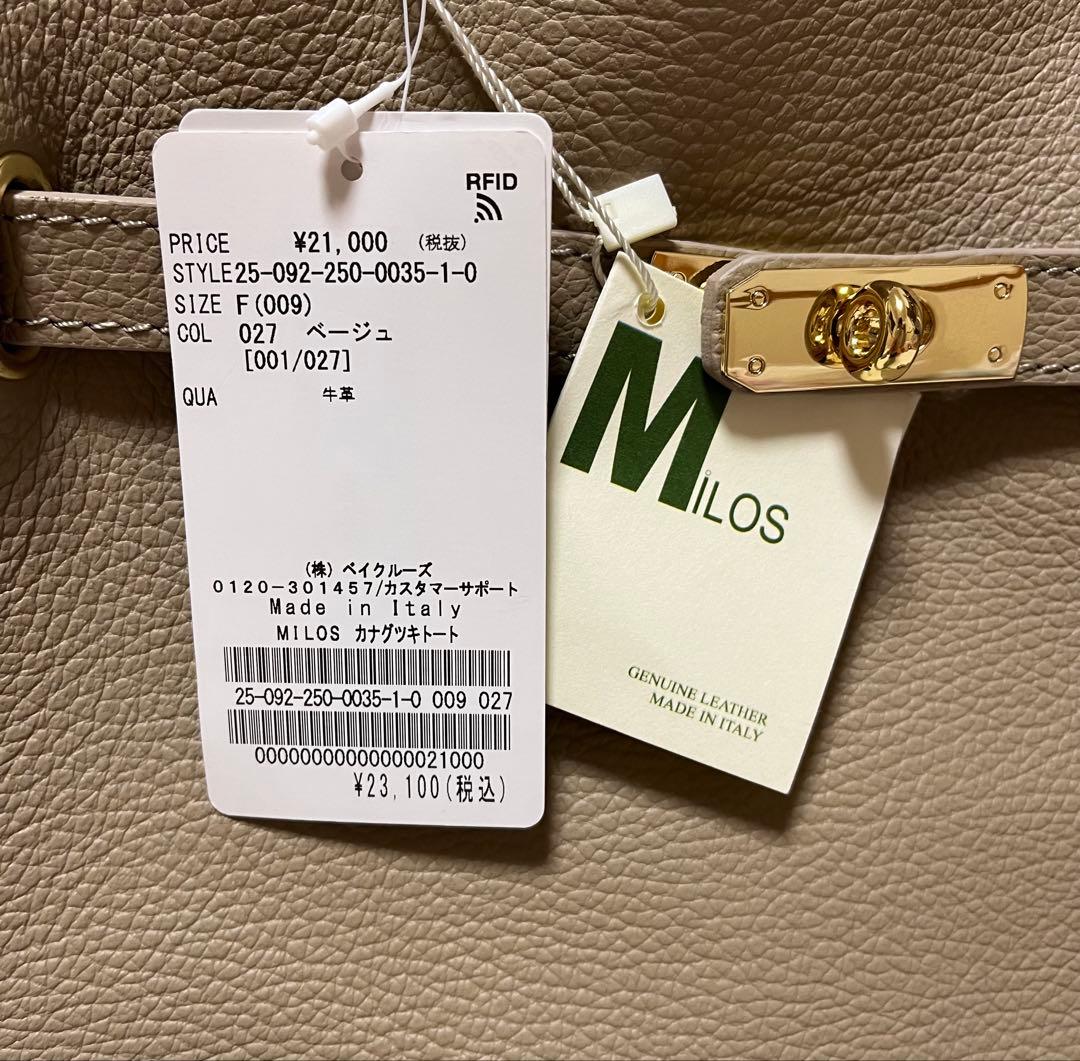 RFID
PRICE ¥21,000 (税抜)
STYLE25-092-250-0035-1-0
SIZE F(009)
COL 027 ベージュ
[001/027]
QUA 牛革
(株)ベイクルーズ
0120-301457/カスタマーサポート
Made in Italy
MILOS カナグツキトート
25-092-250-0035-1-0 009 027
00000000000000021000
¥23,100(税込)
MiLOS
GENUINE LEATHER
MADE IN ITALY